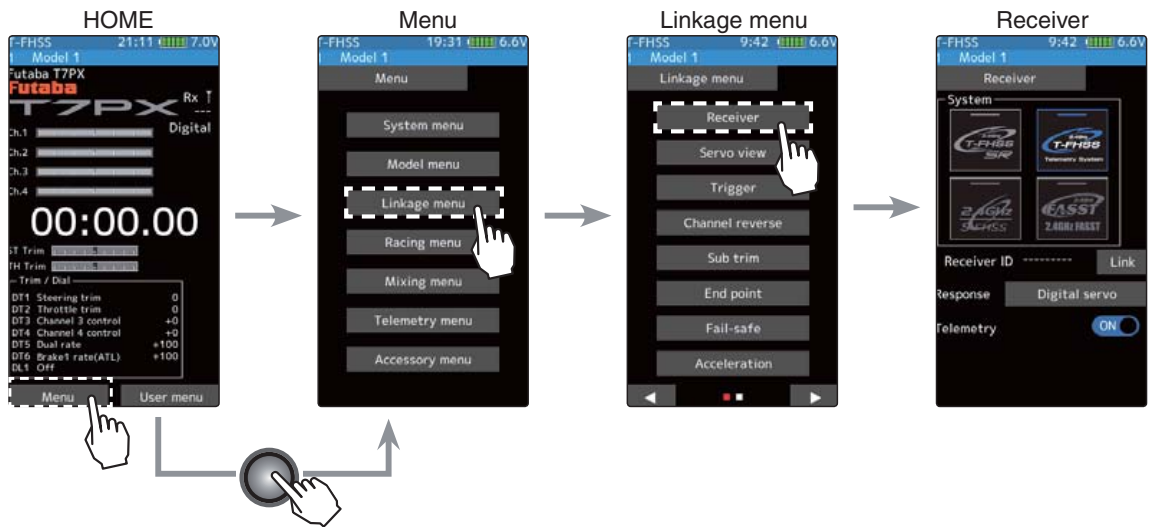 HOME
T-FHSS 21:11 7.0V
1 Model 1
Futaba T7PX
Futaba
T7PX
Rx
---
Digital
Ch.1
Ch.2
Ch.3
Ch.4
00:00.00
ST Trim
TH Trim
Trim / Dial
DT1 Steering trim 0
DT2 Throttle trim 0
DT3 Channel 3 control +0
DT4 Channel 4 control +0
DT5 Dual rate +100
DT6 Brake1 rate(ATL) +100
DL1 Off
Menu User menu
Menu
T-FHSS 19:31 6.6V
1 Model 1
Menu
System menu
Model menu
Linkage menu
Racing menu
Mixing menu
Telemetry menu
Accessory menu
Linkage menu
T-FHSS 9:42 6.6V
1 Model 1
Linkage menu
Receiver
Servo view
Trigger
Channel reverse
Sub trim
End point
Fail-safe
Acceleration
Receiver
T-FHSS 9:42 6.6V
1 Model 1
Receiver
System
T-FHSS
SR
T-FHSS
Telemetry System
2.4GHz
S-FHSS
FASST
2.4GHz FASST
Receiver ID -------- Link
Response Digital servo
Telemetry ON